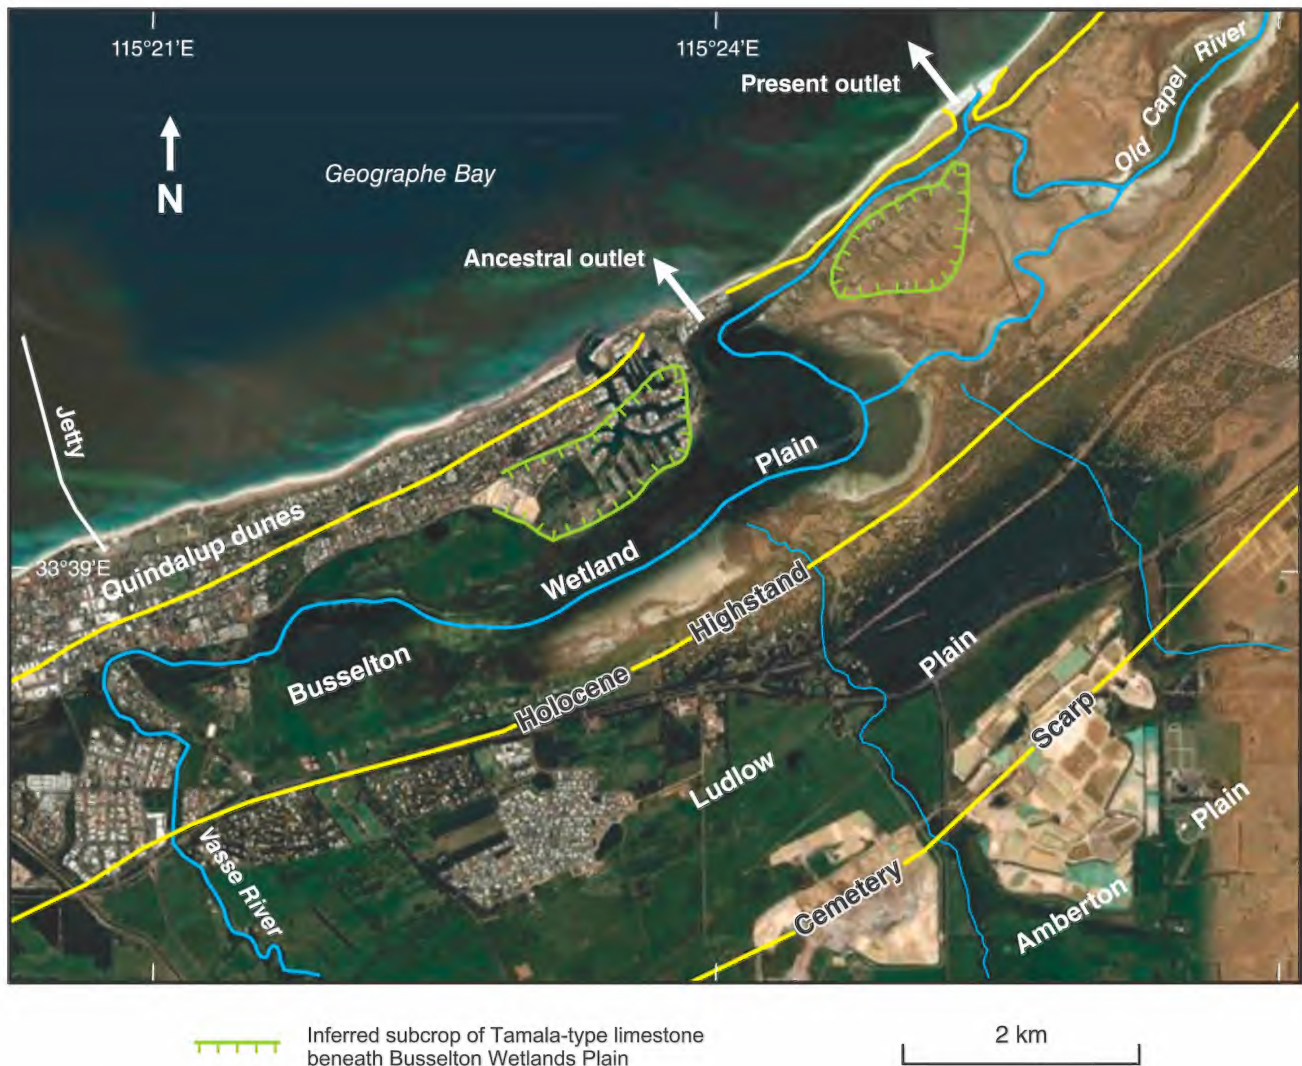 115°21'E
115°24'E
Present outlet
Old Capel River
N
Geographe Bay
Ancestral outlet
Jetty
Quindalup dunes
33°39'E
Busselton Wetland Plain
Holocene Highstand
Ludlow Plain
Cemetery Scarp
Amberton Plain
Vasse River
Inferred subcrop of Tamala-type limestone
beneath Busselton Wetlands Plain
2 km